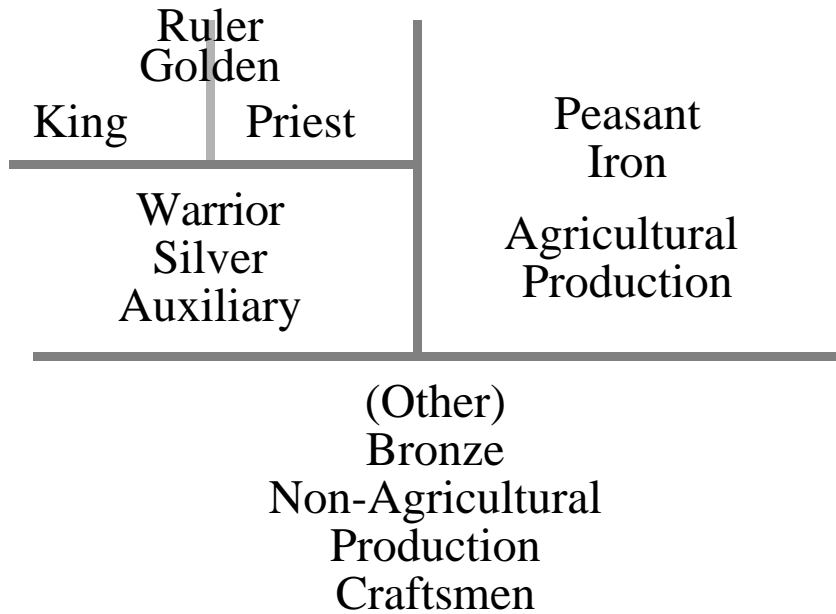 Ruler
Golden
King
Priest
Warrior
Silver
Auxiliary
Peasant
Iron
Agricultural
Production
(Other)
Bronze
Non-Agricultural
Production
Craftsmen